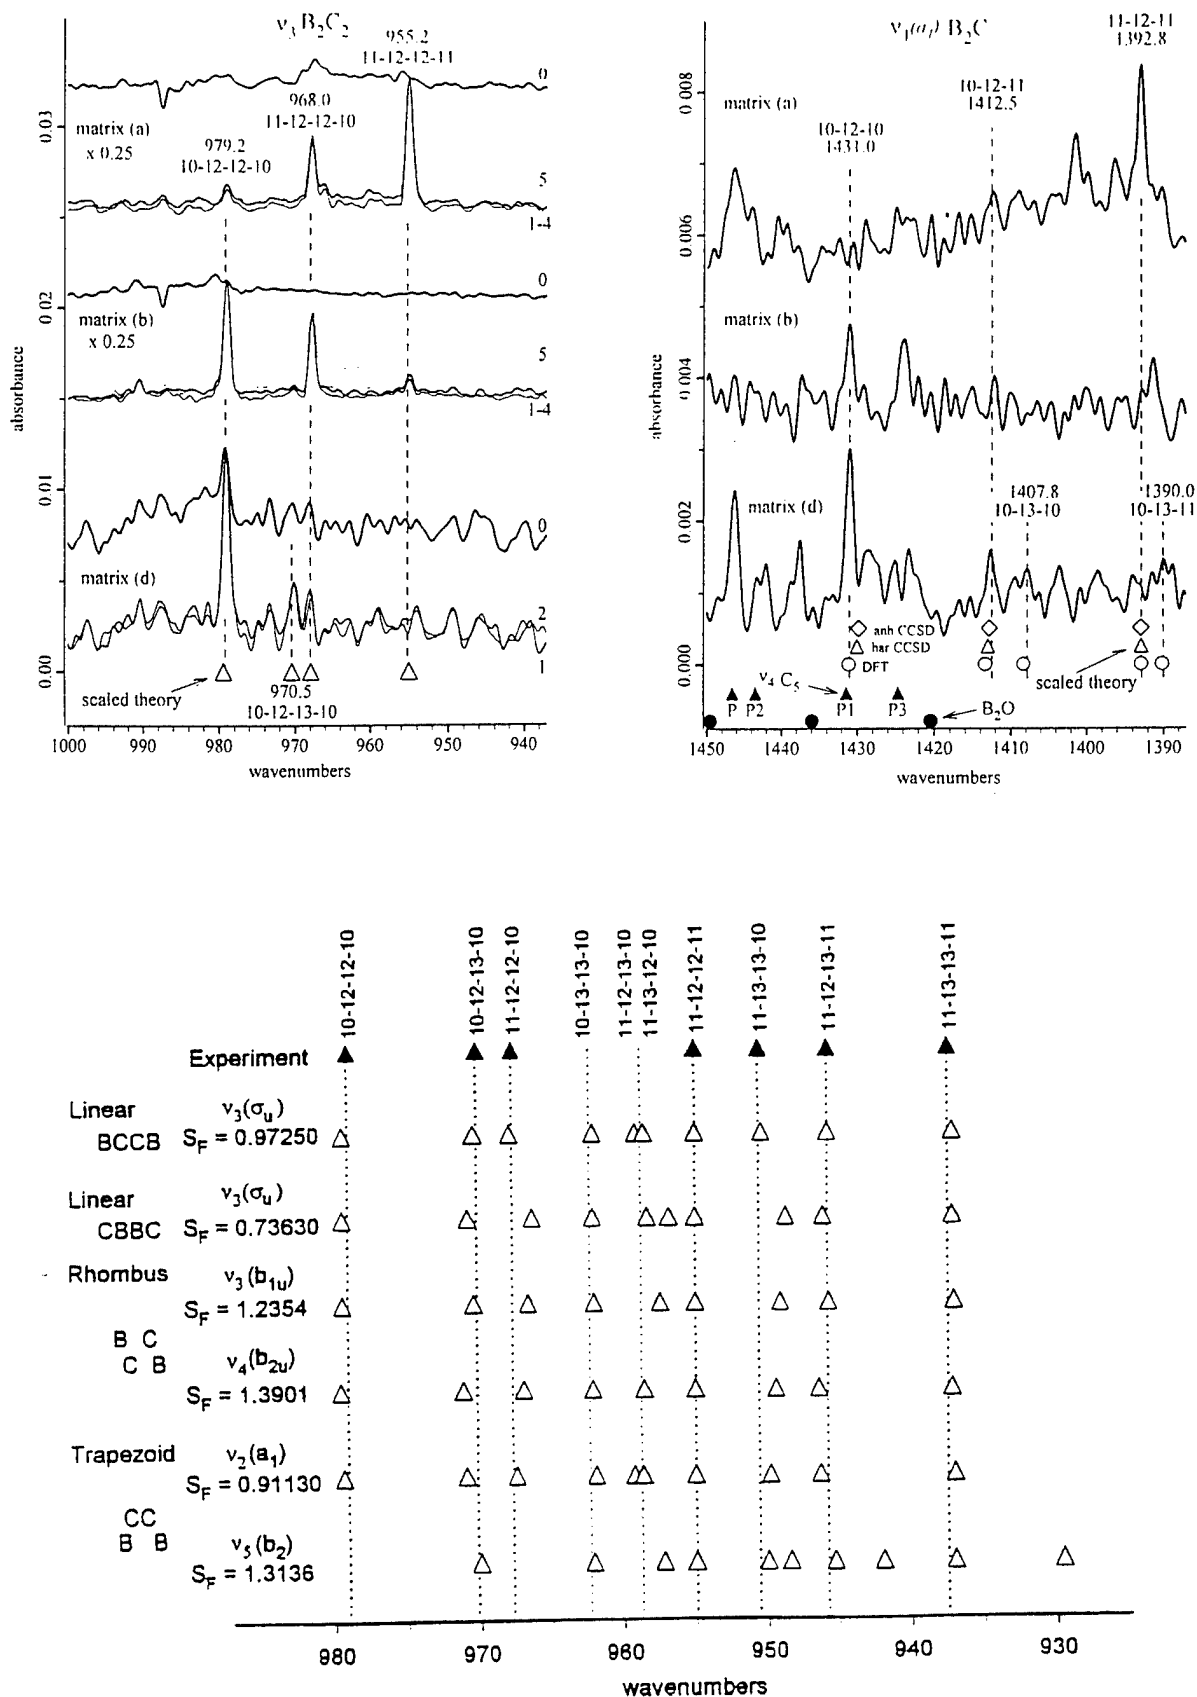 ν3 B2C2
955.2
11-12-12-11
0
968.0
11-12-12-10
0.03
matrix (a)
x 0.25
979.2
10-12-12-10
5
1-4
0
0.02
matrix (b)
x 0.25
5
1-4
absorbance
0.01
0
matrix (d)
2
1
0.00
scaled theory
970.5
10-12-13-10
1000 990 980 970 960 950 940
wavenumbers
ν1(a1) B2C
11-12-11
1392.8
0.008
matrix (a)
10-12-11
1412.5
10-12-10
1431.0
0.006
matrix (b)
0.004
absorbance
1407.8
10-13-10
1390.0
10-13-11
matrix (d)
0.002
anh CCSD
har CCSD
DFT
0.000
scaled theory
ν4 C5
P P2 P1 P3
B2O
1450 1440 1430 1420 1410 1400 1390
wavenumbers
10-12-12-10
10-12-13-10
11-12-12-10
10-13-13-10
11-12-13-10
11-13-12-10
11-12-12-11
11-13-13-10
11-12-13-11
11-13-13-11
Experiment
Linear ν3(σu)
BCCB SF = 0.97250
Linear ν3(σu)
CBBC SF = 0.73630
Rhombus ν3(b1u)
SF = 1.2354
B C
C B
ν4(b2u)
SF = 1.3901
Trapezoid ν2(a1)
SF = 0.91130
CC
B B
ν5(b2)
SF = 1.3136
980 970 960 950 940 930
wavenumbers